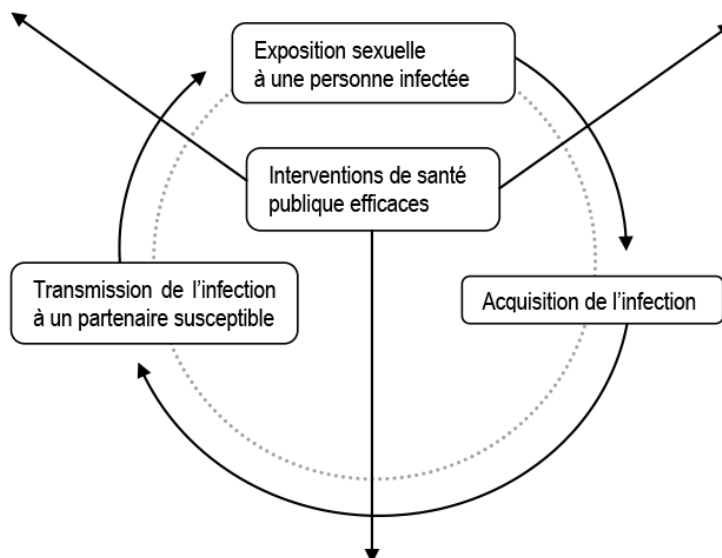 Exposition sexuelle
à une personne infectée
Interventions de santé
publique efficaces
Transmission de l’infection
à un partenaire susceptible
Acquisition de l’infection